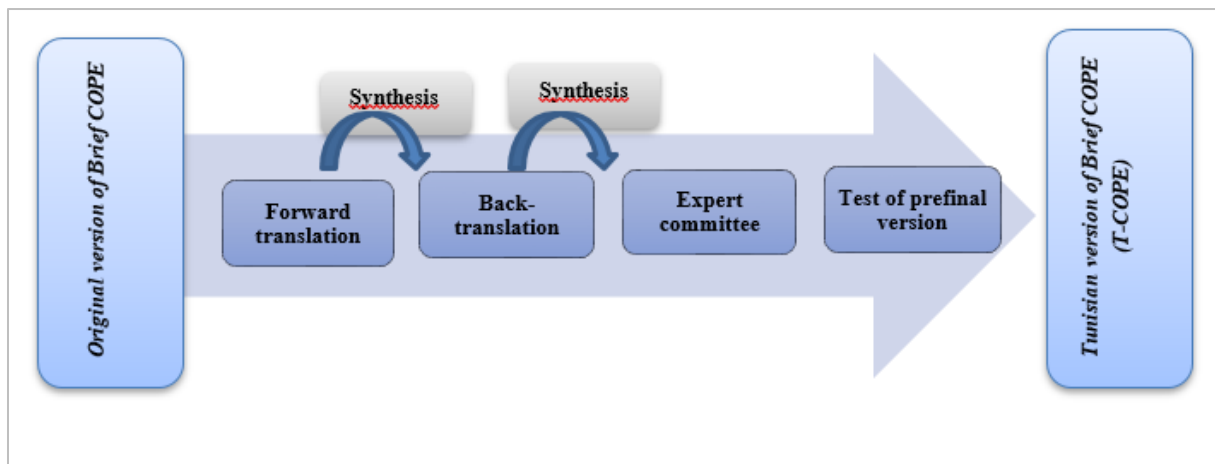 Original version of Brief COPE
Synthesis
Synthesis
Forward
translation
Back-
translation
Expert
committee
Test of prefinal
version
Tunisian version of Brief COPE
(T-COPE)